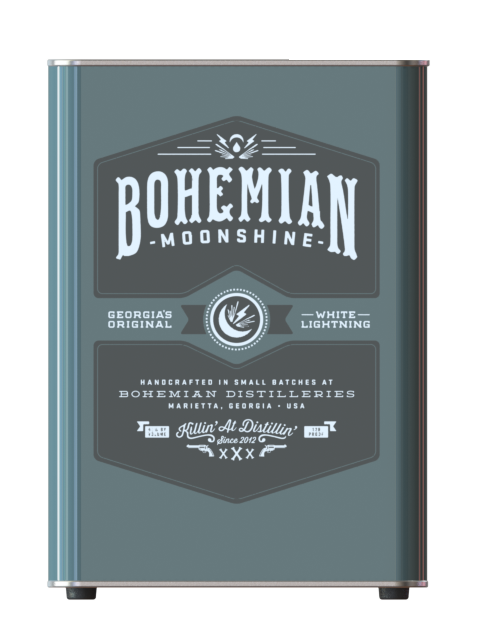 BOHEMIAN
-MOONSHINE-
GEORGIA'S
ORIGINAL
—WHITE—
LIGHTNING
HANDCRAFTED IN SMALL BATCHES AT
BOHEMIAN DISTILLERIES
MARIETTA, GEORGIA • USA
Killin' At Distillin'
Since 2012
XXX
PROOF